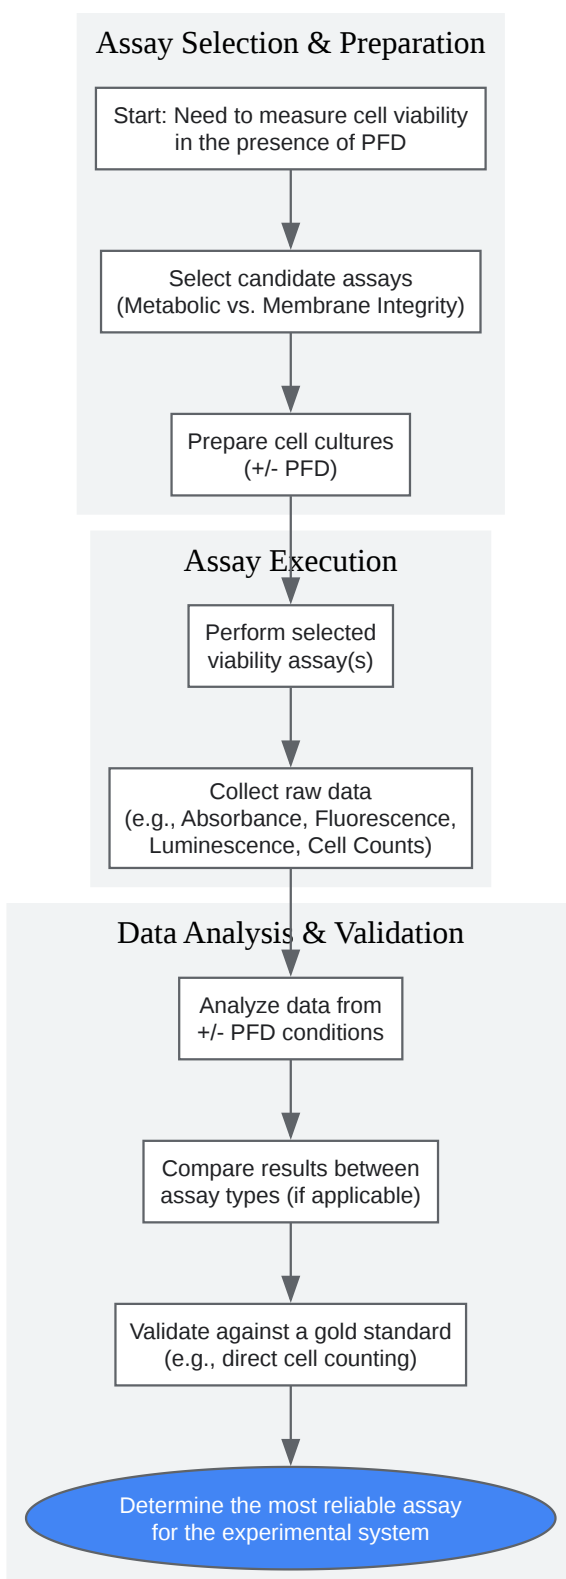 Assay Selection & Preparation
Start: Need to measure cell viability
in the presence of PFD
Select candidate assays
(Metabolic vs. Membrane Integrity)
Prepare cell cultures
(+/- PFD)
Assay Execution
Perform selected
viability assay(s)
Collect raw data
(e.g., Absorbance, Fluorescence,
Luminescence, Cell Counts)
Data Analysis & Validation
Analyze data from
+/- PFD conditions
Compare results between
assay types (if applicable)
Validate against a gold standard
(e.g., direct cell counting)
Determine the most reliable assay
for the experimental system